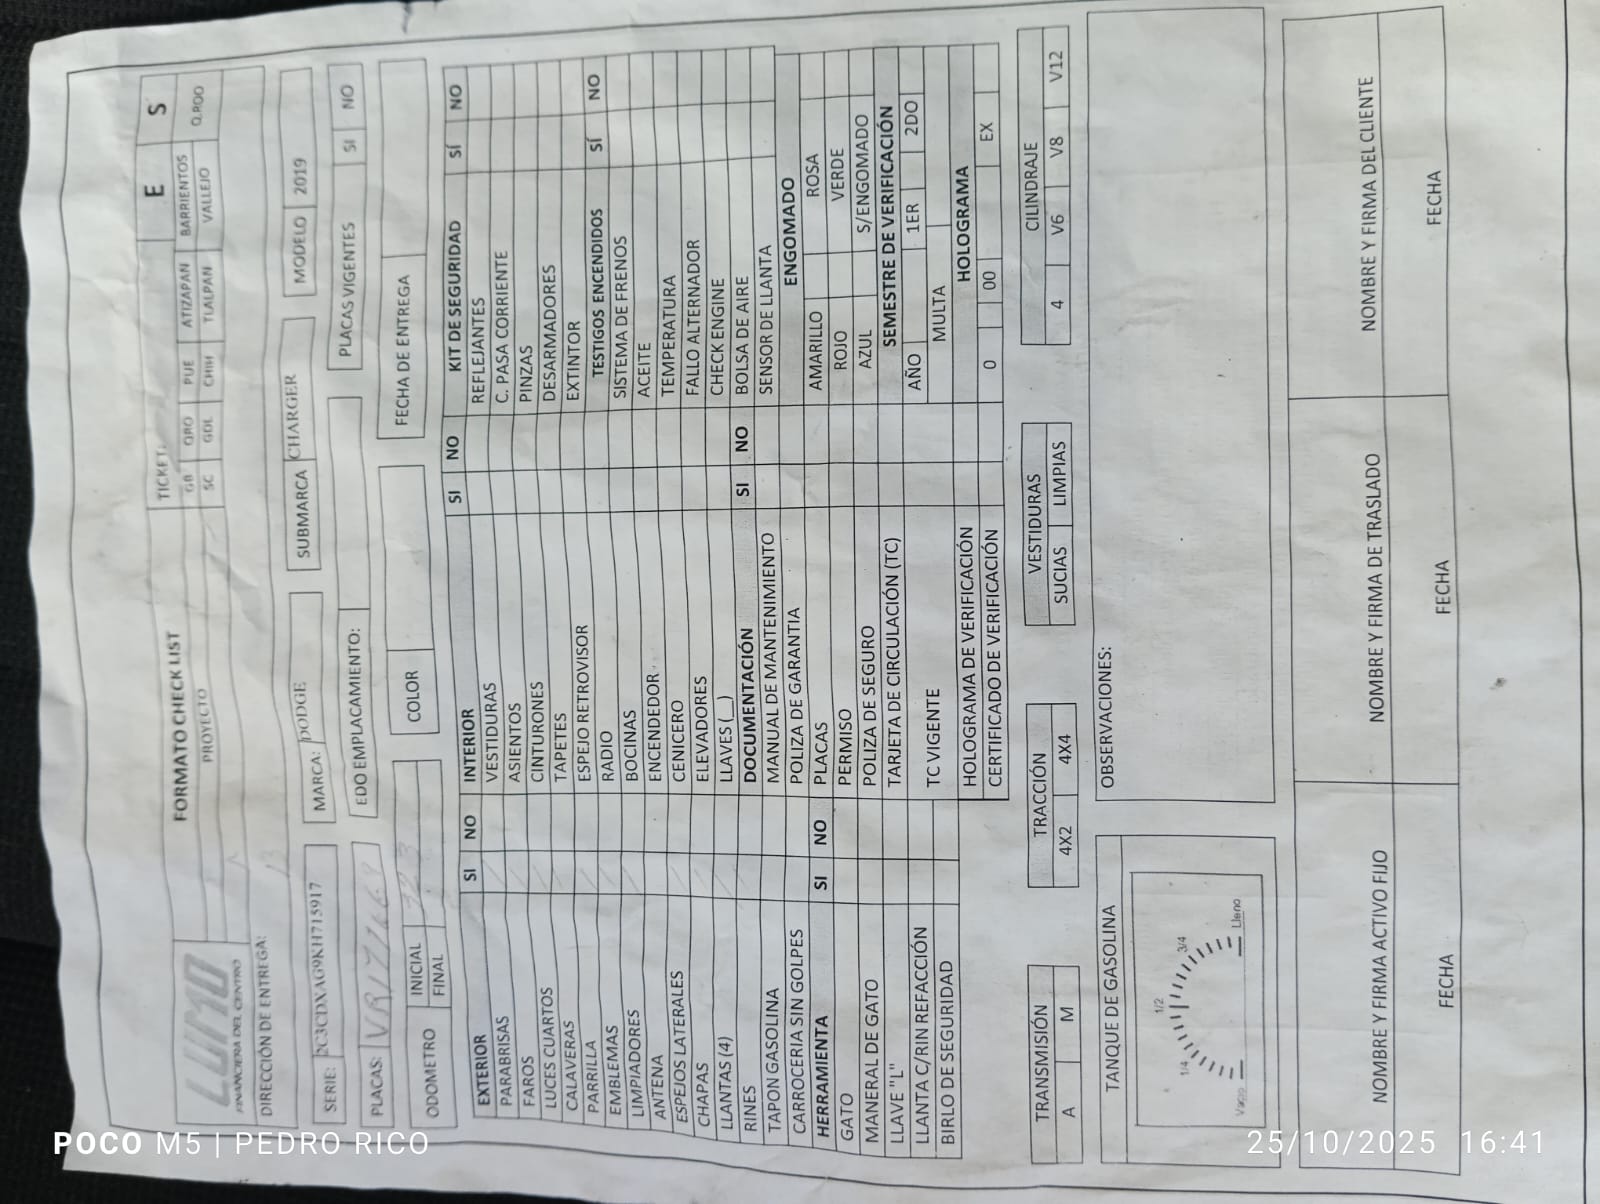 LUMO
FINANCIERA DEL CENTRO
FORMATO CHECK LIST
PROYECTO
TICKET:
E S
GB QRO PUE ATIZAPAN BARRIENTOS Q.ROO
SC GDL CHIH TLALPAN VALLEJO
DIRECCIÓN DE ENTREGA:
SERIE: 2C3CDXAG9KH715917 MARCA: DODGE SUBMARCA CHARGER MODELO 2019
PLACAS: EDO EMPLACAMIENTO: PLACAS VIGENTES SI NO
ODOMETRO INICIAL COLOR FECHA DE ENTREGA
FINAL
EXTERIOR SI NO INTERIOR SI NO KIT DE SEGURIDAD SÍ NO
PARABRISAS VESTIDURAS REFLEJANTES
FAROS ASIENTOS C. PASA CORRIENTE
LUCES CUARTOS CINTURONES PINZAS
CALAVERAS TAPETES DESARMADORES
PARRILLA ESPEJO RETROVISOR EXTINTOR
EMBLEMAS RADIO TESTIGOS ENCENDIDOS SÍ NO
LIMPIADORES BOCINAS SISTEMA DE FRENOS
ANTENA ENCENDEDOR ACEITE
ESPEJOS LATERALES CENICERO TEMPERATURA
CHAPAS ELEVADORES FALLO ALTERNADOR
LLANTAS (4) LLAVES (__) CHECK ENGINE
RINES DOCUMENTACIÓN SI NO BOLSA DE AIRE
TAPON GASOLINA MANUAL DE MANTENIMIENTO SENSOR DE LLANTA
CARROCERIA SIN GOLPES POLIZA DE GARANTIA ENGOMADO
HERRAMIENTA SI NO PLACAS AMARILLO ROSA
GATO PERMISO ROJO VERDE
MANERAL DE GATO POLIZA DE SEGURO AZUL S/ENGOMADO
LLAVE "L" TARJETA DE CIRCULACIÓN (TC) SEMESTRE DE VERIFICACIÓN
LLANTA C/RIN REFACCIÓN TC VIGENTE AÑO 1ER 2DO
BIRLO DE SEGURIDAD MULTA
HOLOGRAMA DE VERIFICACIÓN HOLOGRAMA
CERTIFICADO DE VERIFICACIÓN 0 00 EX
TRANSMISIÓN TRACCIÓN VESTIDURAS CILINDRAJE
A M 4X2 4X4 SUCIAS LIMPIAS 4 V6 V8 V12
TANQUE DE GASOLINA OBSERVACIONES:
1/4 1/2 3/4
Vacio Lleno
NOMBRE Y FIRMA ACTIVO FIJO NOMBRE Y FIRMA DE TRASLADO NOMBRE Y FIRMA DEL CLIENTE
FECHA FECHA FECHA
POCO M5 | PEDRO RICO
25/10/2025 16:41